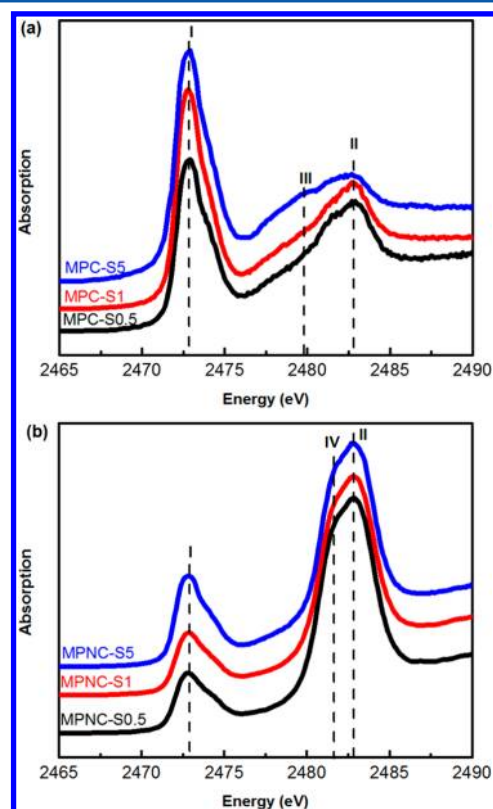 (a)
I
II
III
Absorption
MPC-S5
MPC-S1
MPC-S0.5
2465 2470 2475 2480 2485 2490
Energy (eV)
(b)
IV II
I
Absorption
MPNC-S5
MPNC-S1
MPNC-S0.5
2465 2470 2475 2480 2485 2490
Energy (eV)